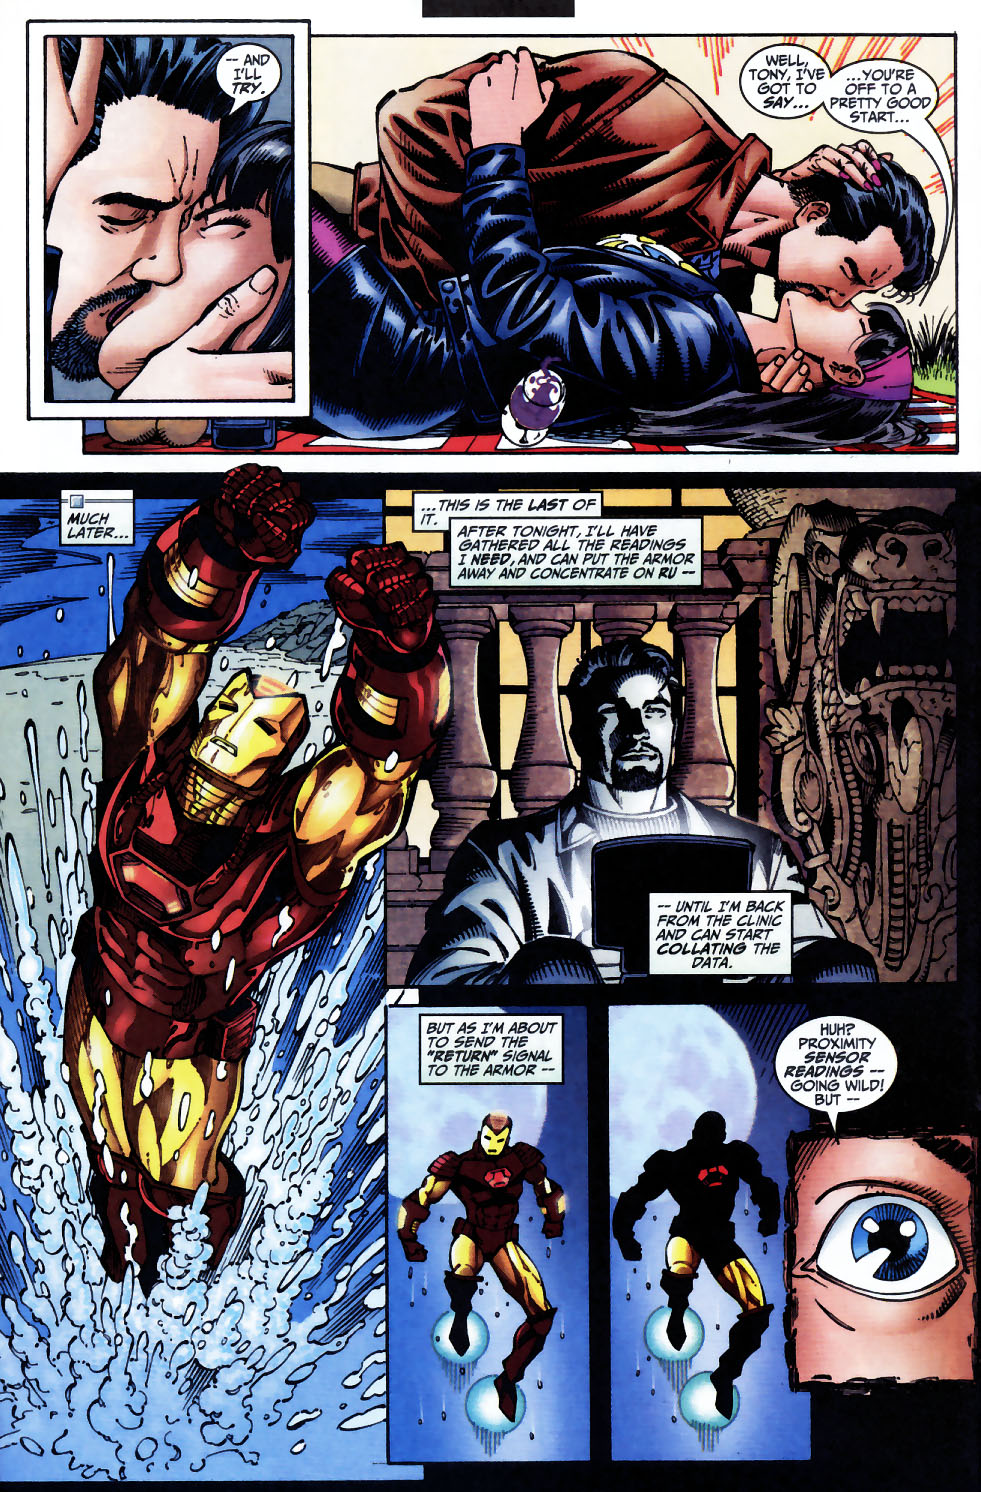 -- AND
I'LL
TRY.
WELL,
TONY, I'VE
GOT TO
SAY...
...YOU'RE
OFF TO A
PRETTY GOOD
START...
MUCH
LATER...
...THIS IS THE LAST OF
IT.
AFTER TONIGHT, I'LL HAVE
GATHERED ALL THE READINGS
I NEED, AND CAN PUT THE ARMOR
AWAY AND CONCENTRATE ON RU --
-- UNTIL I'M BACK
FROM THE CLINIC
AND CAN START
COLLATING THE
DATA.
BUT AS I'M ABOUT
TO SEND THE
"RETURN" SIGNAL
TO THE ARMOR --
HUH?
PROXIMITY
SENSOR
READINGS --
GOING WILD!
BUT --